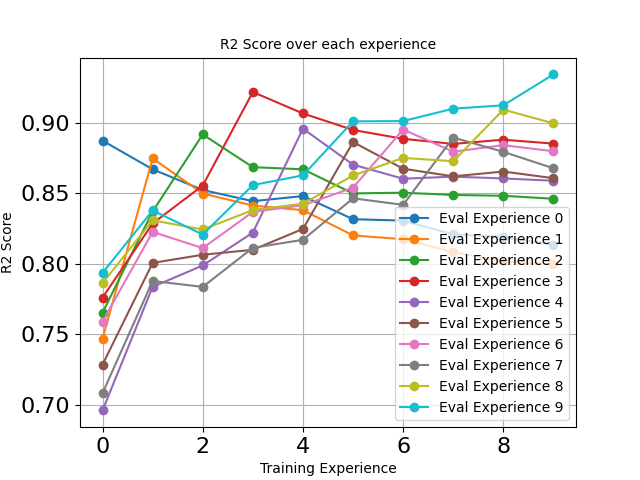 R2 Score over each experience
R2 Score
0.90
0.85
0.80
0.75
0.70
0
2
4
6
8
Training Experience
Eval Experience 0
Eval Experience 1
Eval Experience 2
Eval Experience 3
Eval Experience 4
Eval Experience 5
Eval Experience 6
Eval Experience 7
Eval Experience 8
Eval Experience 9